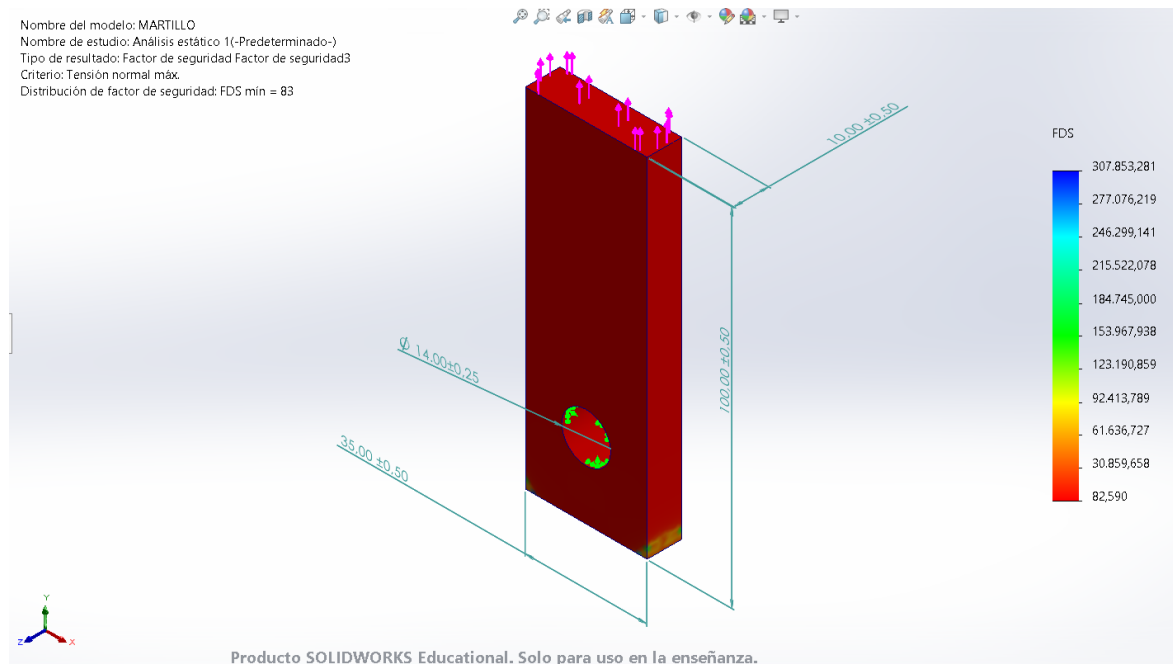 Nombre del modelo: MARTILLO
Nombre de estudio: Análisis estático 1(-Predeterminado-)
Tipo de resultado: Factor de seguridad Factor de seguridad3
Criterio: Tensión normal máx.
Distribución de factor de seguridad: FDS mín = 83
10.00 ±0.50
FDS
307.853,281
277.076,219
246.299,141
215.522,078
184.745,000
153.967,938
123.190,859
92.413,789
61.636,727
30.859,658
82,590
100.00 ±0.50
∅ 14.00±0.25
35.00 ±0.50
Y
Z
X
Producto SOLIDWORKS Educational. Solo para uso en la enseñanza.